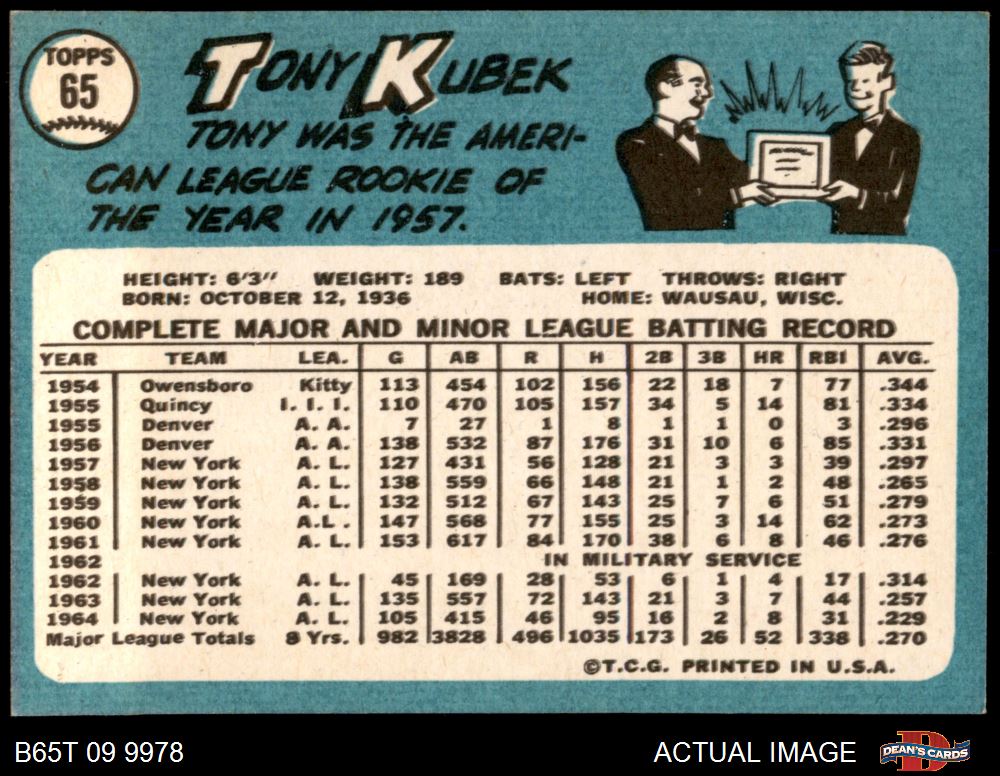 TOPPS
65
TONY KUBEK
TONY WAS THE AMERI-
CAN LEAGUE ROOKIE OF
THE YEAR IN 1957.
HEIGHT: 6'3" WEIGHT: 189 BATS: LEFT THROWS: RIGHT
BORN: OCTOBER 12, 1936 HOME: WAUSAU, WISC.
COMPLETE MAJOR AND MINOR LEAGUE BATTING RECORD
YEAR TEAM LEA. G AB R H 2B 3B HR RBI AVG.
1954 Owensboro Kitty 113 454 102 156 22 18 7 77 .344
1955 Quincy I. I. I. 110 470 105 157 34 5 14 81 .334
1955 Denver A. A. 7 27 1 8 1 1 0 3 .296
1956 Denver A. A. 138 532 87 176 31 10 6 85 .331
1957 New York A. L. 127 431 56 128 21 3 3 39 .297
1958 New York A. L. 138 559 66 148 21 1 2 48 .265
1959 New York A. L. 132 512 67 143 25 7 6 51 .279
1960 New York A.L. 147 568 77 155 25 3 14 62 .273
1961 New York A. L. 153 617 84 170 38 6 8 46 .276
1962 IN MILITARY SERVICE
1962 New York A. L. 45 169 28 53 6 1 4 17 .314
1963 New York A. L. 135 557 72 143 21 3 7 44 .257
1964 New York A. L. 105 415 46 95 16 2 8 31 .229
Major League Totals 8 Yrs. 982 3828 496 1035 173 26 52 338 .270
©T.C.G. PRINTED IN U.S.A.
B65T 09 9978 ACTUAL IMAGE DEAN'S CARDS